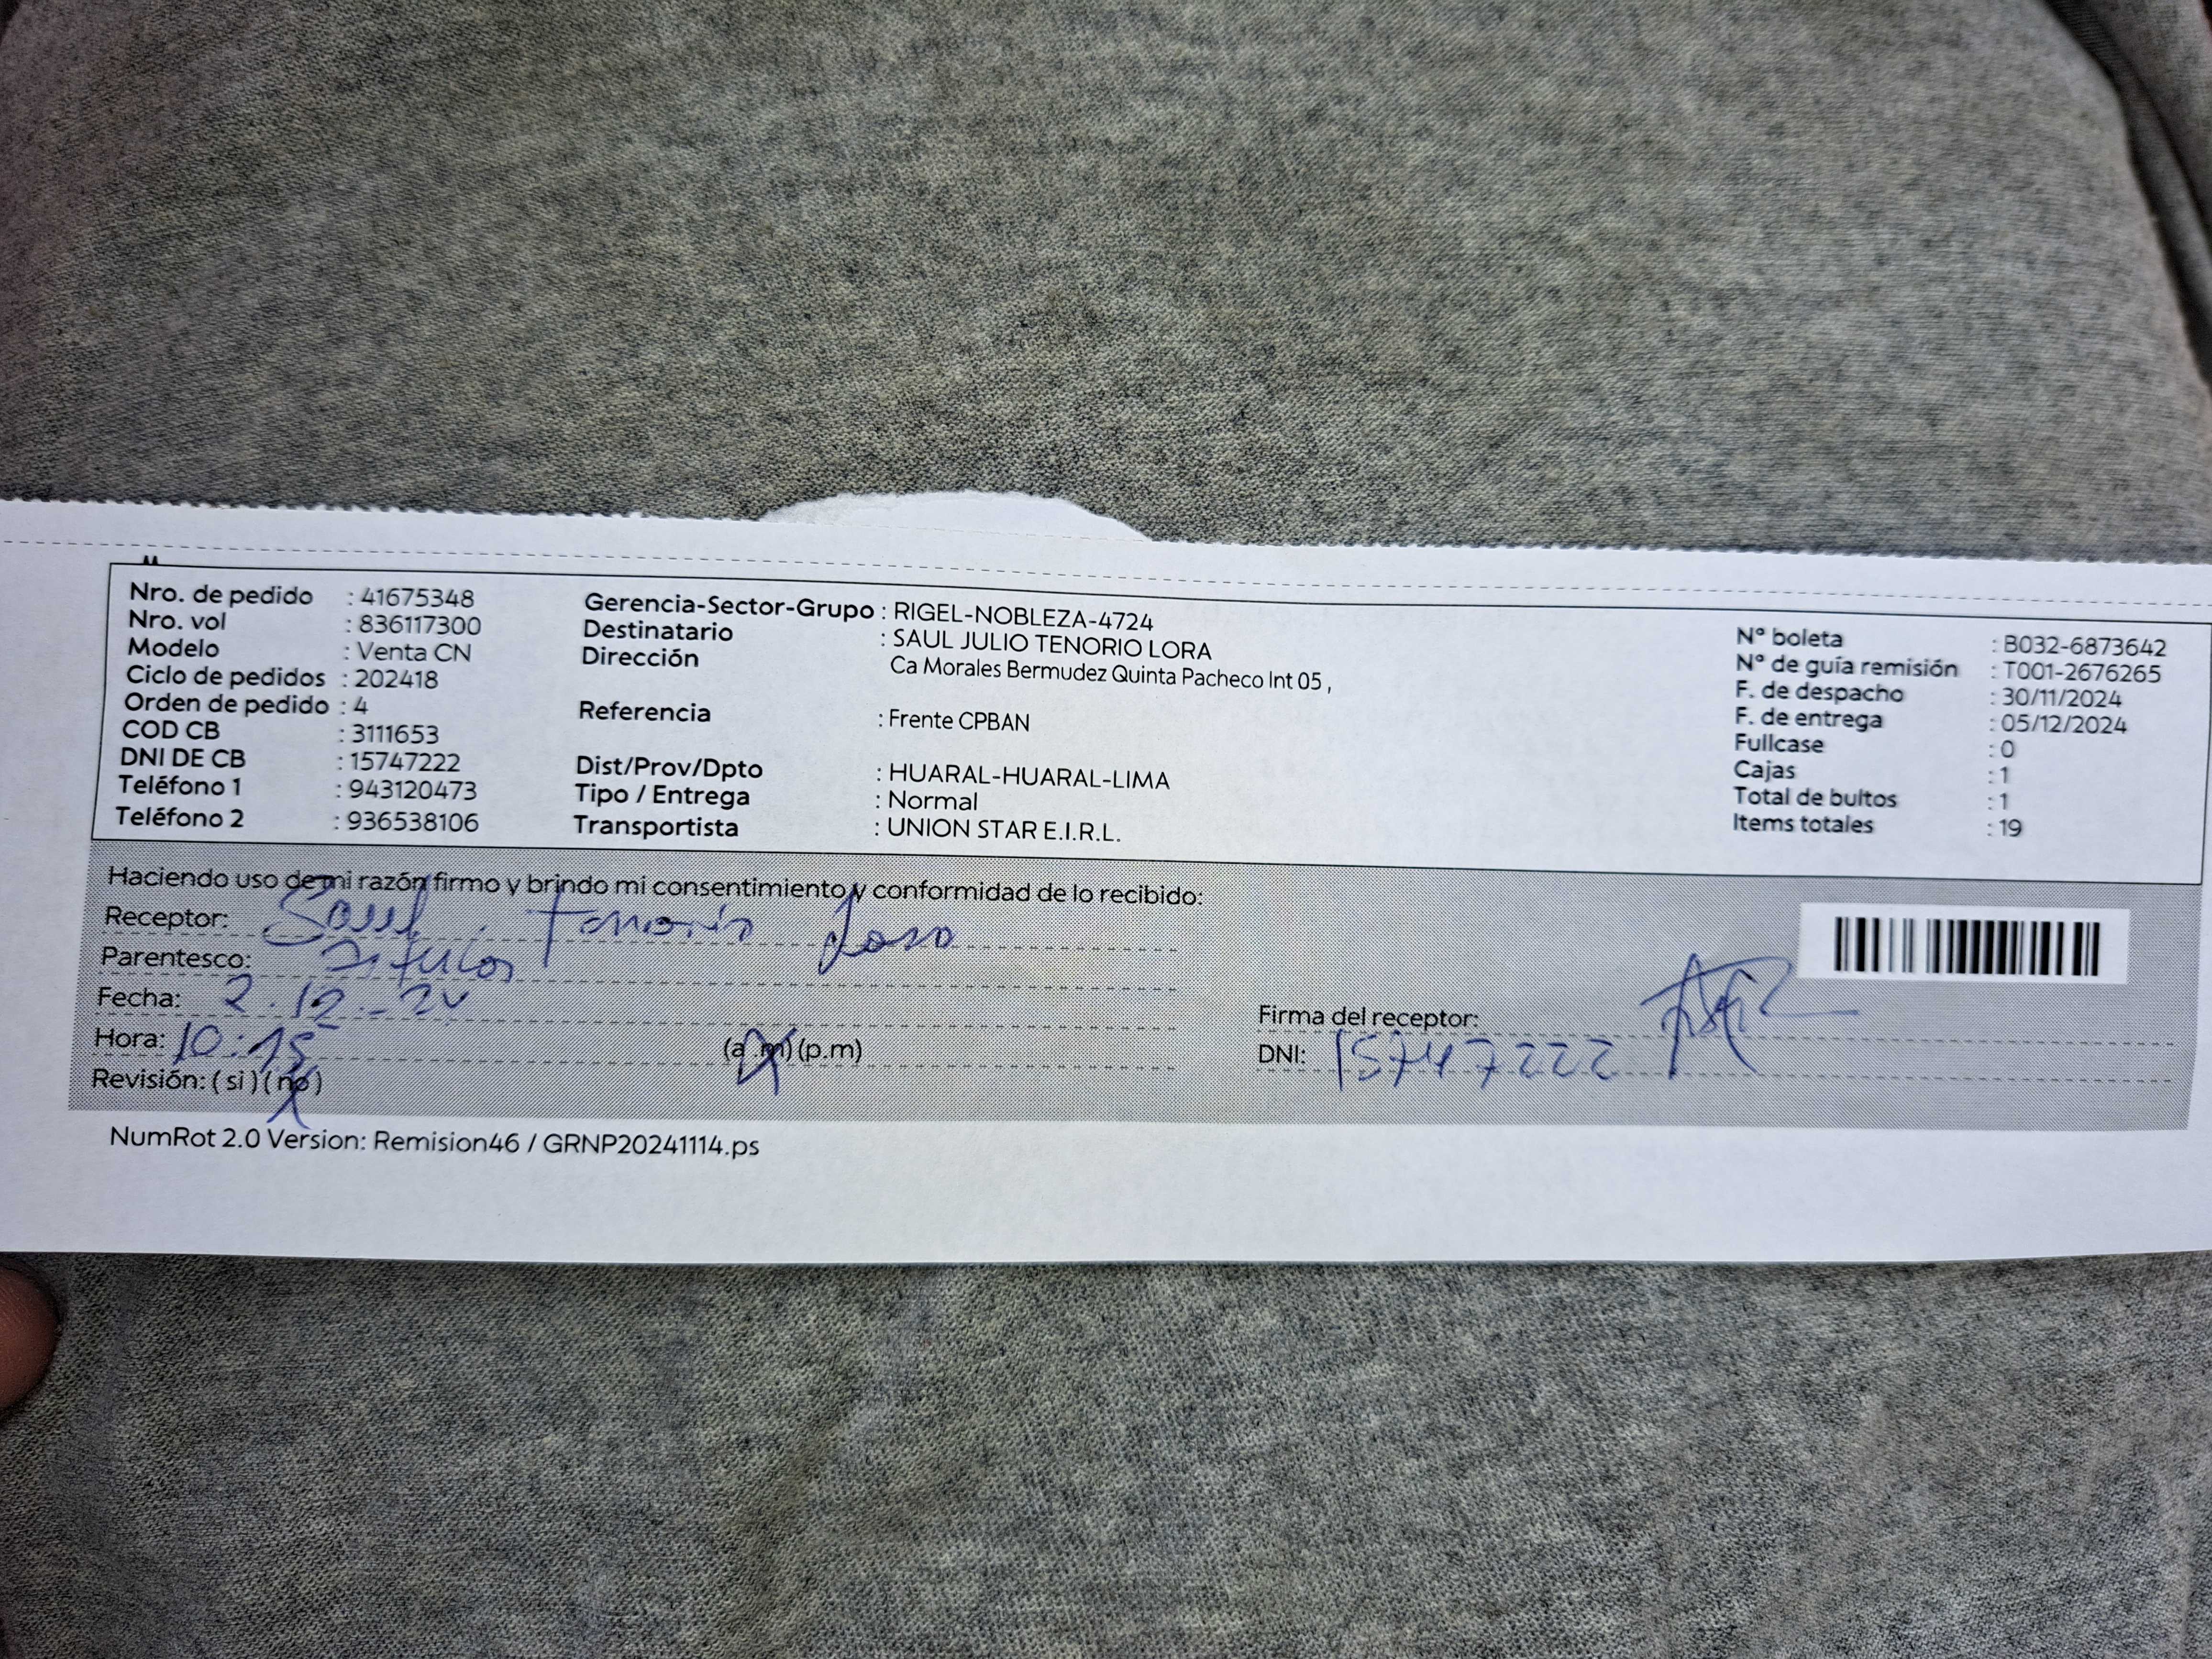 Nro. de pedido : 41675348
Nro. vol : 836117300
Modelo : Venta CN
Ciclo de pedidos : 202418
Orden de pedido : 4
COD CB : 3111653
DNI DE CB : 15747222
Teléfono 1 : 943120473
Teléfono 2 : 936538106
Gerencia-Sector-Grupo : RIGEL-NOBLEZA-4724
Destinatario : SAUL JULIO TENORIO LORA
Dirección Ca Morales Bermudez Quinta Pacheco Int 05 ,
Referencia : Frente CPBAN
Dist/Prov/Dpto : HUARAL-HUARAL-LIMA
Tipo / Entrega : Normal
Transportista : UNION STAR E.I.R.L.
N° boleta : B032-6873642
N° de guía remisión : T001-2676265
F. de despacho : 30/11/2024
F. de entrega : 05/12/2024
Fullcase : 0
Cajas : 1
Total de bultos : 1
Items totales : 19
Haciendo uso de mi razón firmo y brindo mi consentimiento y conformidad de lo recibido:
Receptor: Saul Tenorio Lora
Parentesco:
Fecha: 2-12-24
Hora: 10:15 (a.m) (p.m)
Revisión: ( si ) ( no )
Firma del receptor:
DNI: 15747222
NumRot 2.0 Version: Remision46 / GRNP20241114.ps